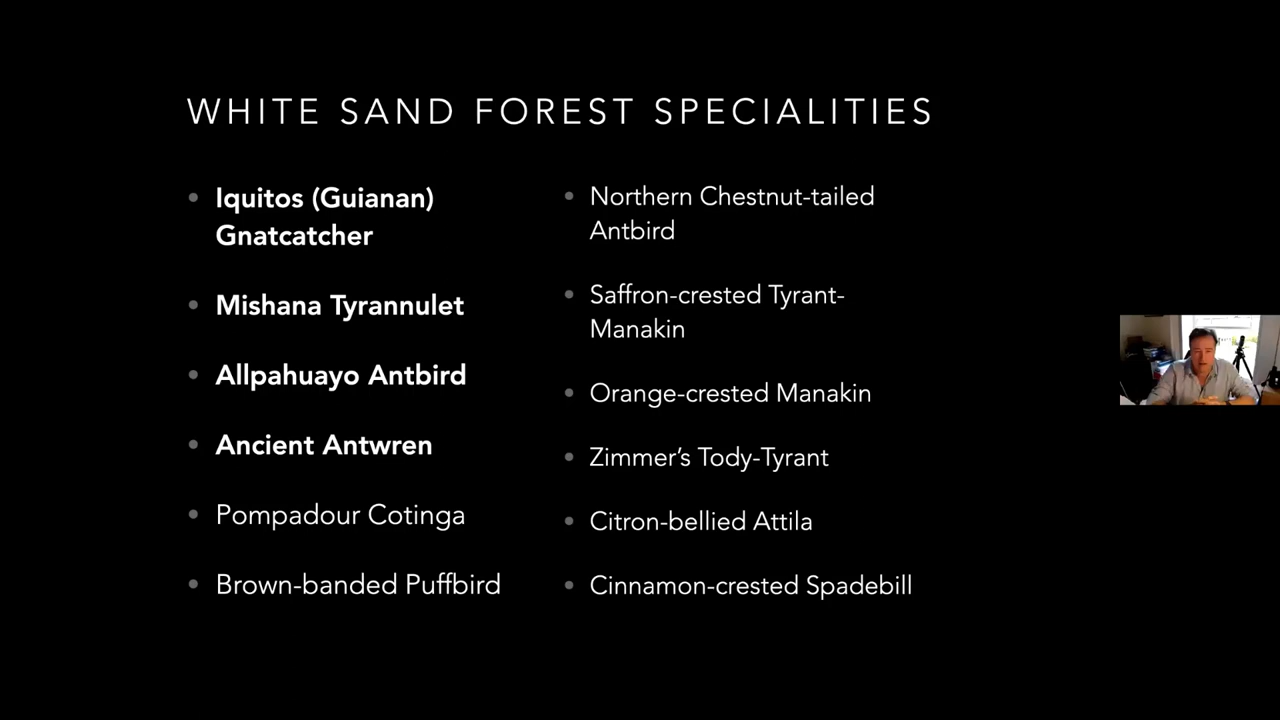 WHITE SAND FOREST SPECIALITIES
• Iquitos (Guianan)
Gnatcatcher
• Mishana Tyrannulet
• Allpahuayo Antbird
• Ancient Antwren
• Pompadour Cotinga
• Brown-banded Puffbird
• Northern Chestnut-tailed
Antbird
• Saffron-crested Tyrant-
Manakin
• Orange-crested Manakin
• Zimmer’s Tody-Tyrant
• Citron-bellied Attila
• Cinnamon-crested Spadebill